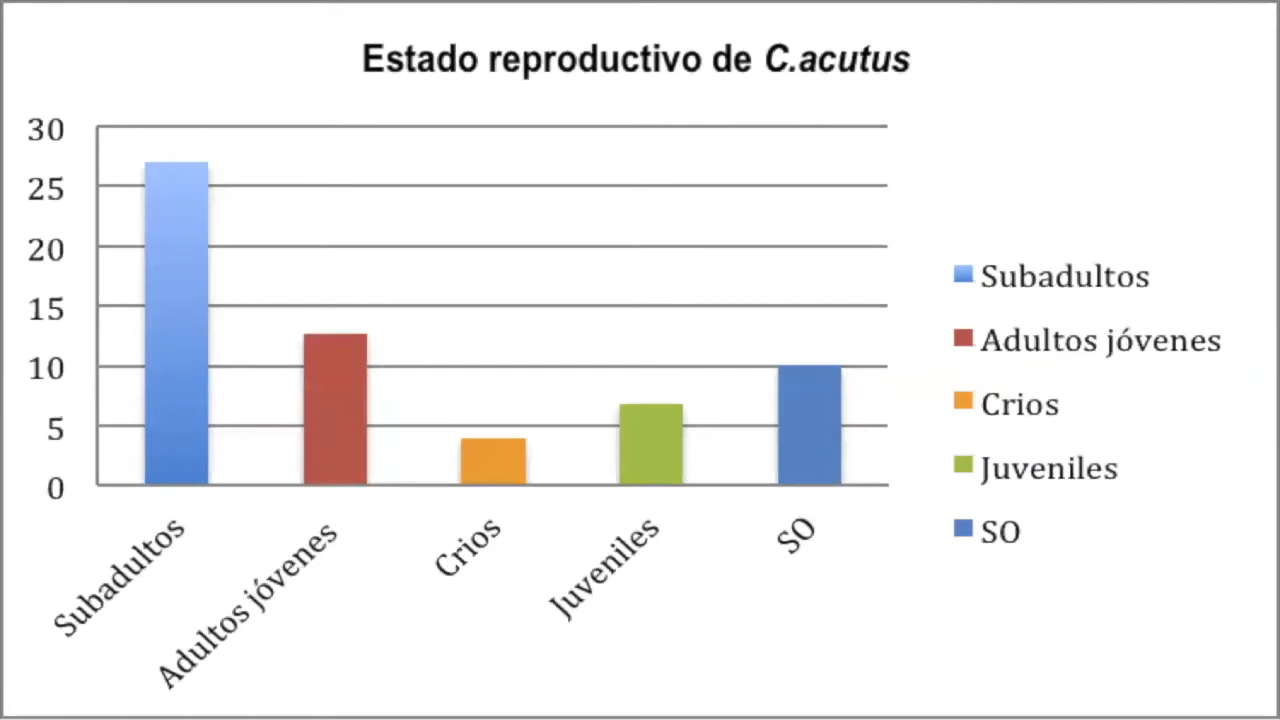 Estado reproductivo de C.acutus
30
25
20
15
10
5
0
Subadultos
Adultos jóvenes
Crios
Juveniles
SO
Subadultos
Adultos jóvenes
Crios
Juveniles
SO